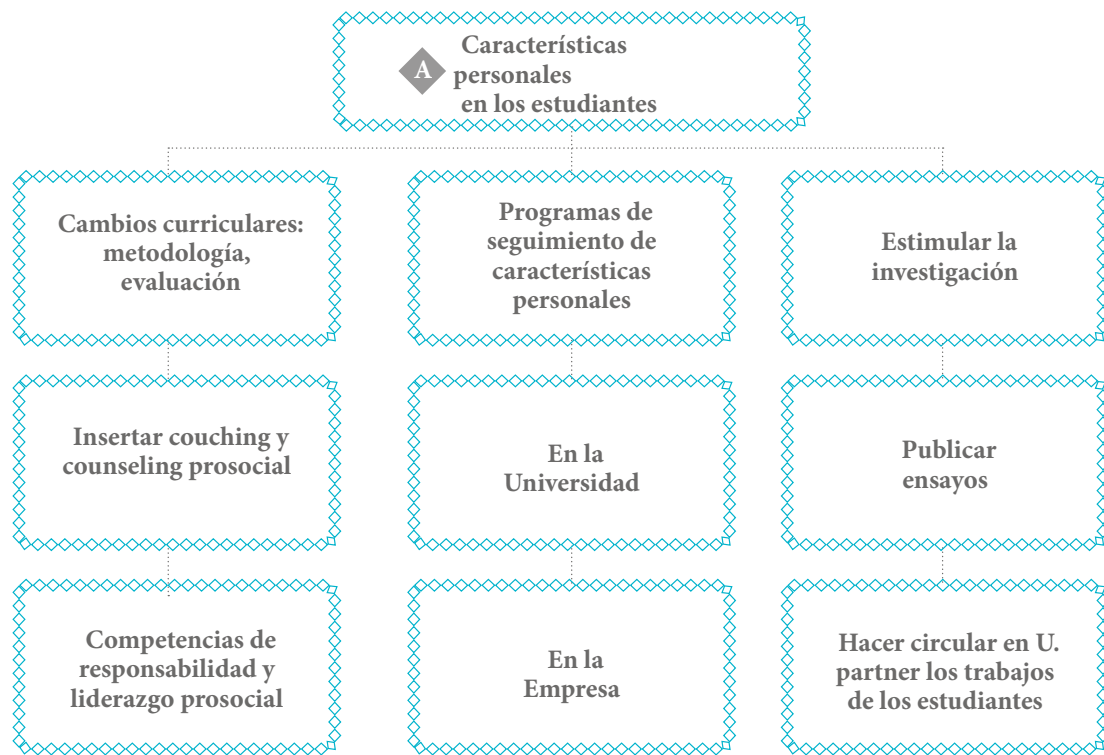 Caracterísficas
A personales
en los estudiantes
Cambios curriculares:
metodología,
evaluación
Programas de
seguimiento de
características
personales
Estimular la
investigación
Insertar couching y
counseling prosocial
En la
Universidad
Publicar
ensayos
Competencias de
responsabilidad y
liderazgo prosocial
En la
Empresa
Hacer circular en U.
partner los trabajos
de los estudiantes